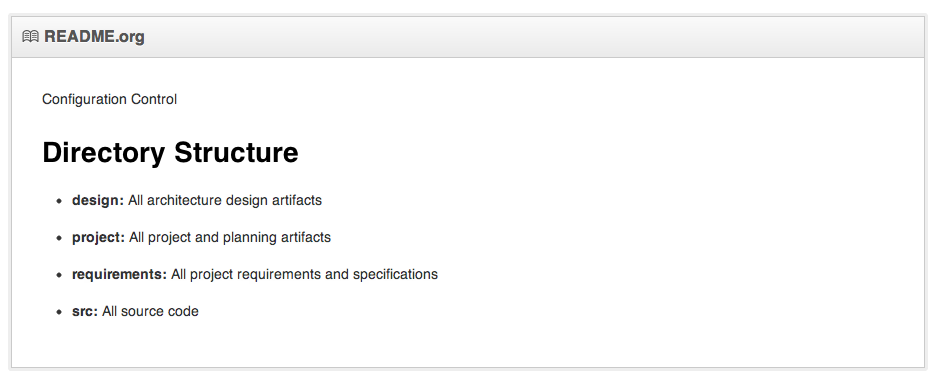 README.org
Configuration Control
Directory Structure
• design: All architecture design artifacts
• project: All project and planning artifacts
• requirements: All project requirements and specifications
• src: All source code